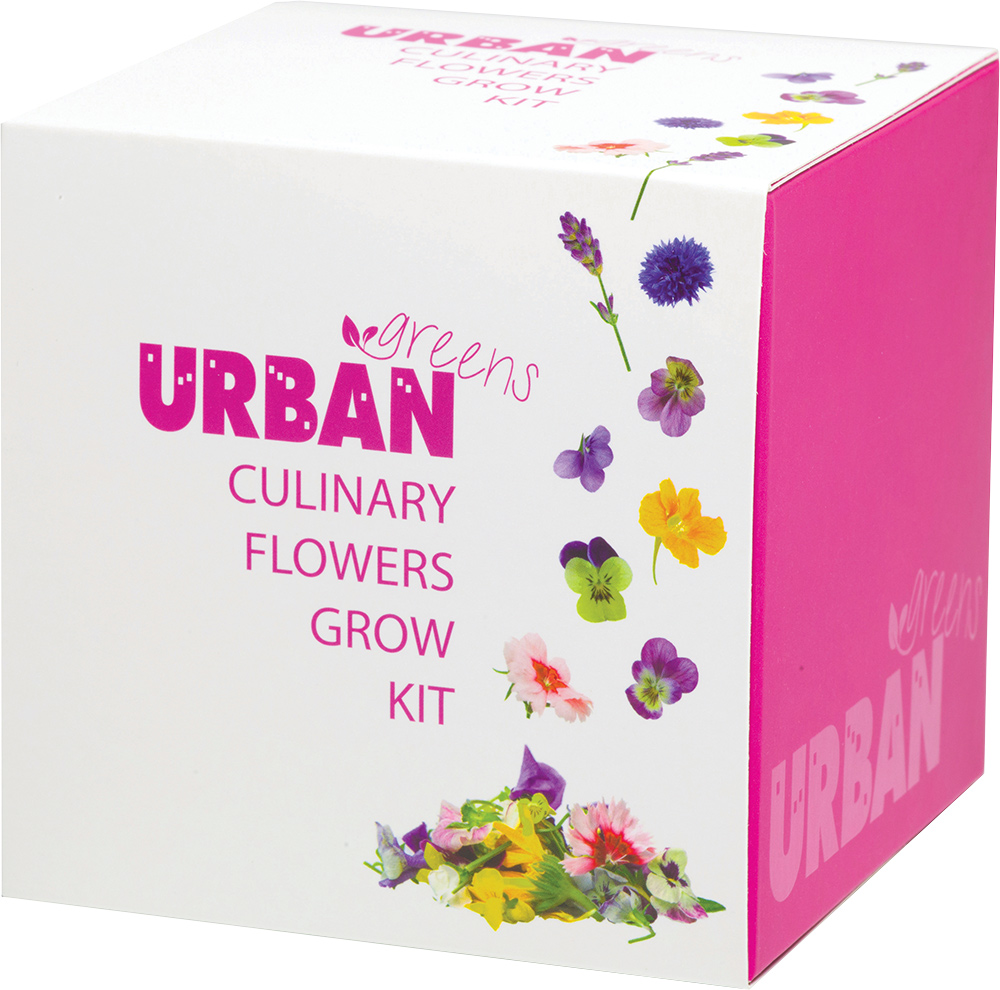 URBAN greens
CULINARY
FLOWERS
GROW
KIT
greens
URBAN
CULINARY
FLOWERS
GROW
KIT
greens
URBAN